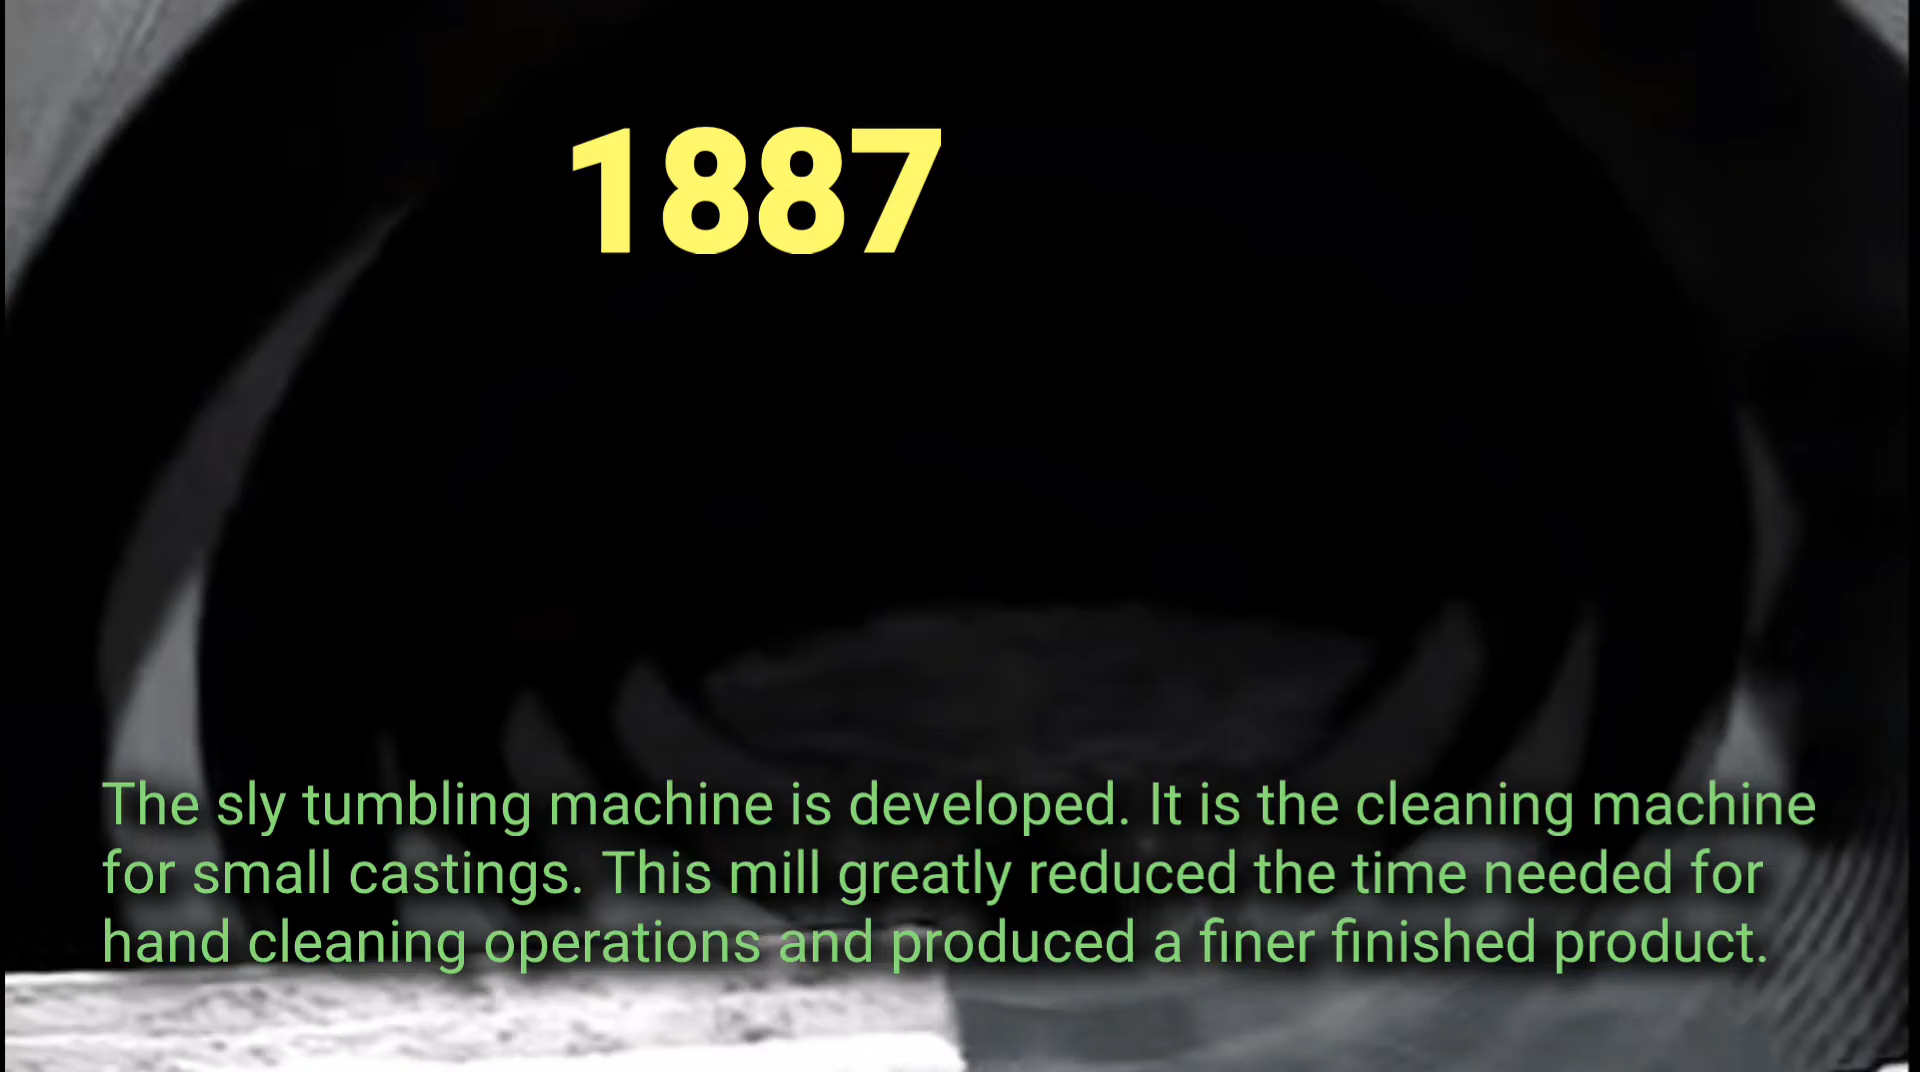 1887
The sly tumbling machine is developed. It is the cleaning machine
for small castings. This mill greatly reduced the time needed for
hand cleaning operations and produced a finer finished product.